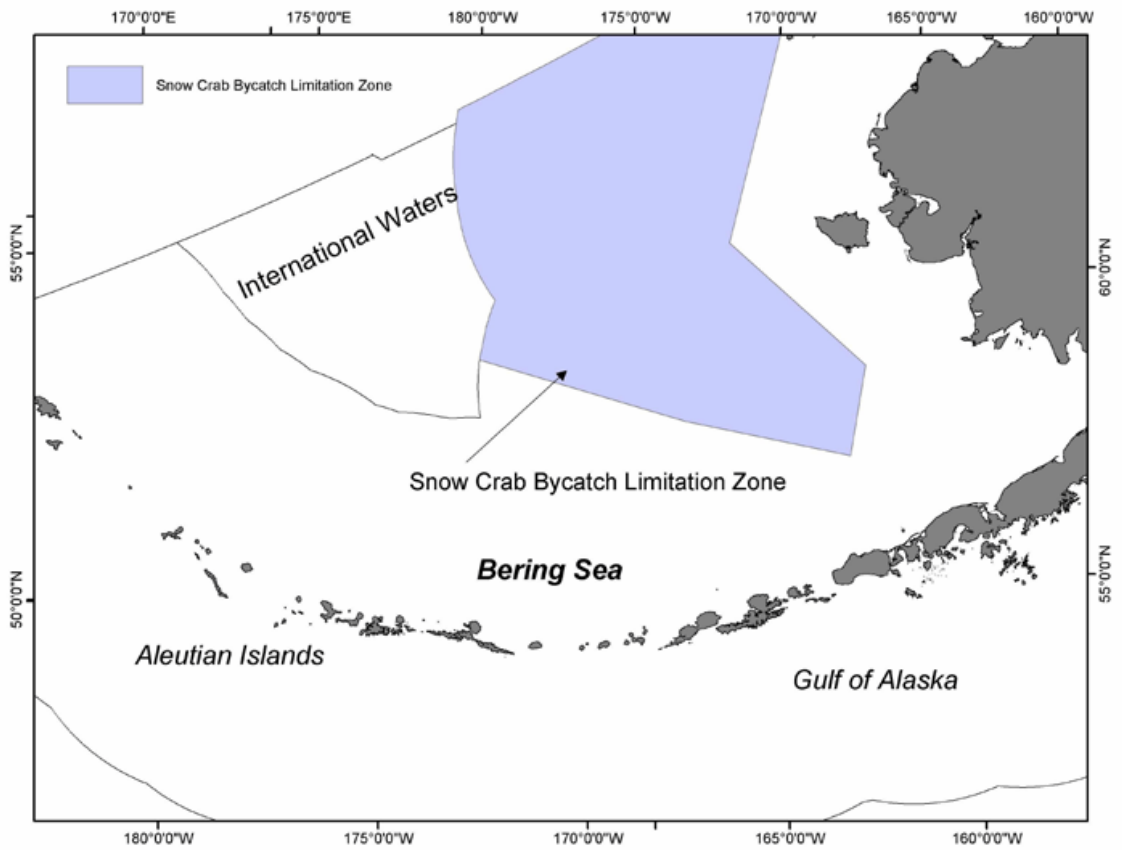 170°0'0"E
175°0'0"E
180°0'0"W
175°0'0"W
170°0'0"W
165°0'0"W
160°0'0"W
Snow Crab Bycatch Limitation Zone
International Waters
55°0'0"N
60°0'0"N
Snow Crab Bycatch Limitation Zone
Bering Sea
50°0'0"N
55°0'0"N
Aleutian Islands
Gulf of Alaska
180°0'0"W
175°0'0"W
170°0'0"W
165°0'0"W
160°0'0"W